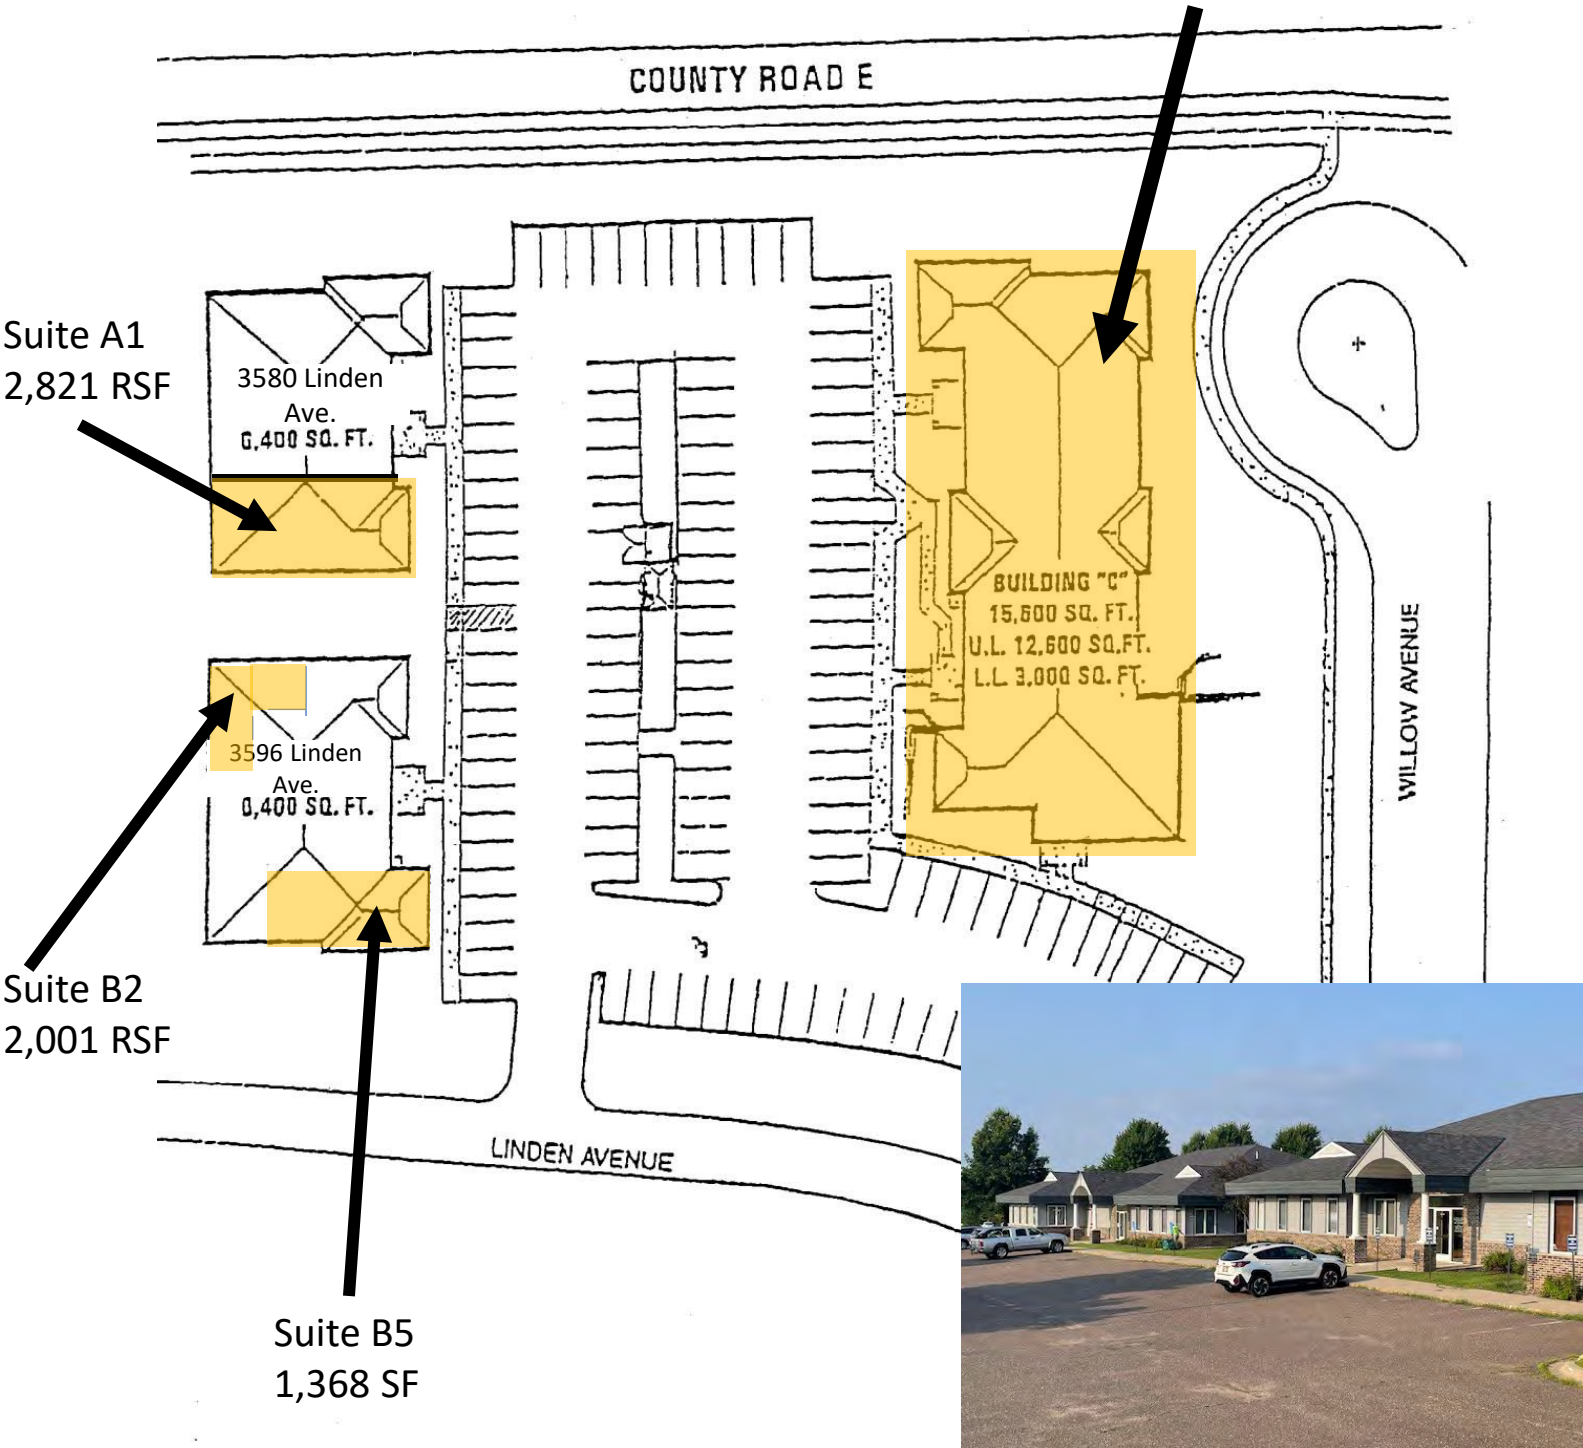 COUNTY ROAD E
Suite A1
2,821 RSF
3580 Linden
Ave.
6,400 SQ. FT.
BUILDING "C"
15,600 SQ. FT.
U.L. 12,600 SQ.FT.
L.L. 3,000 SQ. FT.
WILLOW AVENUE
3596 Linden
Ave.
6,400 SQ. FT.
Suite B2
2,001 RSF
LINDEN AVENUE
Suite B5
1,368 SF